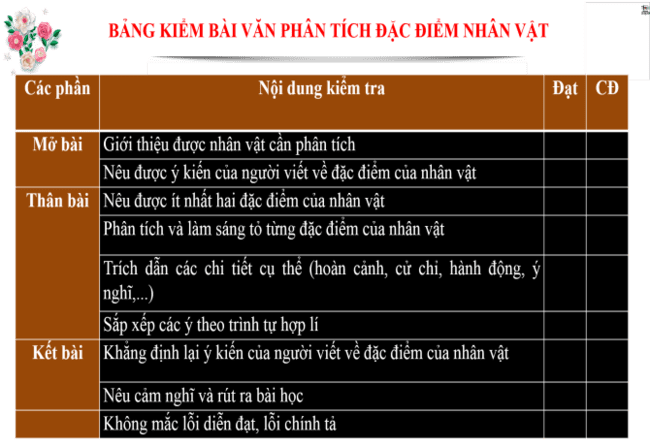 BẢNG KIỂM BÀI VĂN PHÂN TÍCH ĐẶC ĐIỂM NHÂN VẬT
Các phần Nội dung kiểm tra Đạt CĐ
Mở bài Giới thiệu được nhân vật cần phân tích
Nêu được ý kiến của người viết về đặc điểm của nhân vật
Thân bài Nêu được ít nhất hai đặc điểm của nhân vật
Phân tích và làm sáng tỏ từng đặc điểm của nhân vật
Trích dẫn các chi tiết cụ thể (hoàn cảnh, cử chỉ, hành động, ý
nghĩ,...)
Sắp xếp các ý theo trình tự hợp lí
Kết bài Khẳng định lại ý kiến của người viết về đặc điểm của nhân vật
Nêu cảm nghĩ và rút ra bài học
Không mắc lỗi diễn đạt, lỗi chính tả